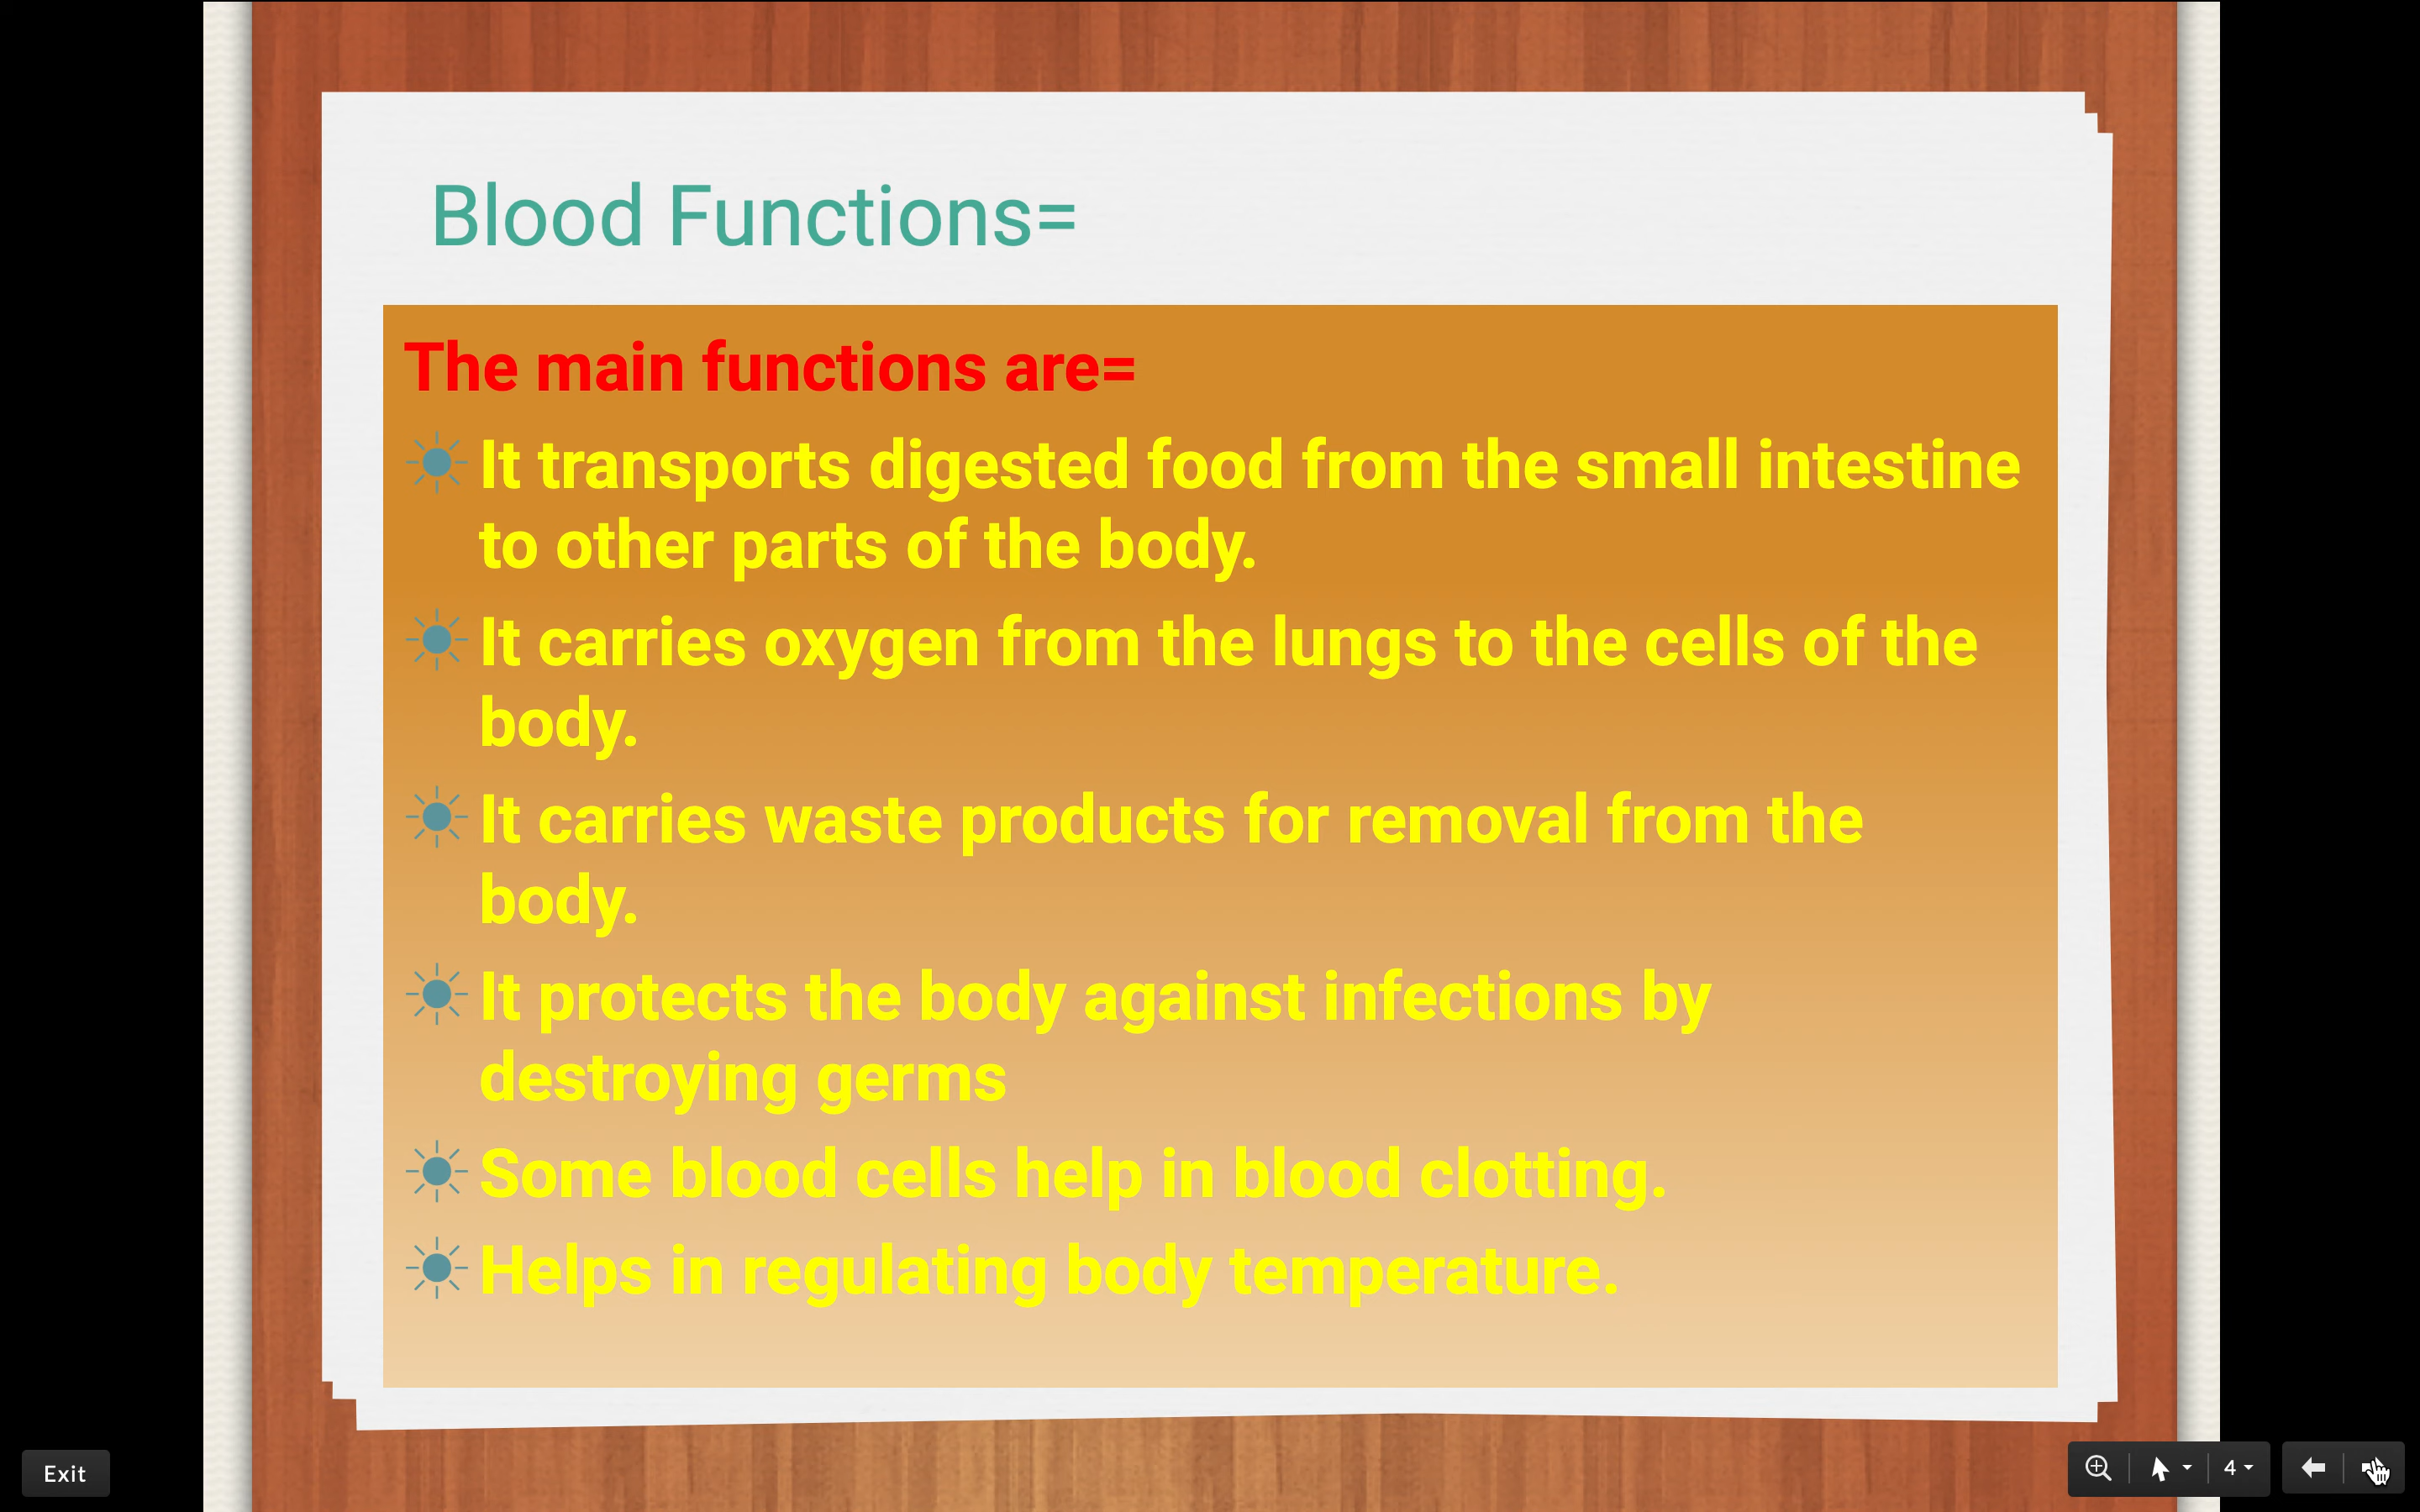 Blood Functions=
The main functions are=
It transports digested food from the small intestine
to other parts of the body.
It carries oxygen from the lungs to the cells of the
body.
It carries waste products for removal from the
body.
It protects the body against infections by
destroying germs
Some blood cells help in blood clotting.
Helps in regulating body temperature.
Exit
4